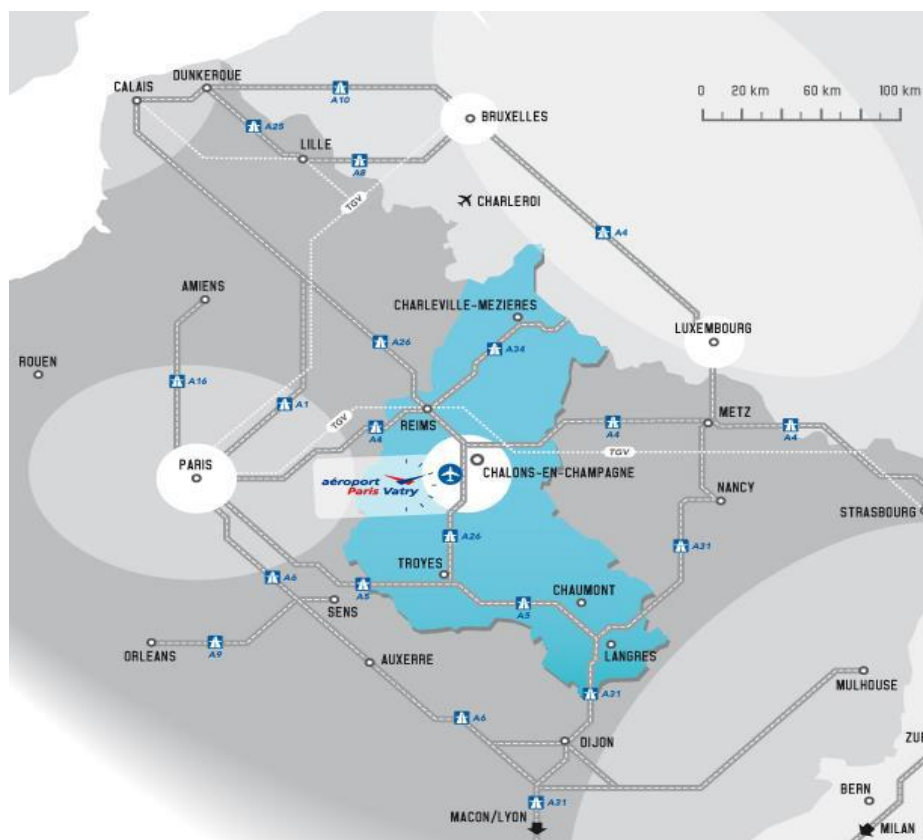 DUNKERQUE
CALAIS
A10
0 20 km 60 km 100 km
BRUXELLES
A25
LILLE
A8
TGV
CHARLEROI
A4
AMIENS
CHARLEVILLE-MEZIERES
LUXEMBOURG
A26
A34
ROUEN
A16
A1
REIMS
TGV
A4
A4
METZ
A4
PARIS
TGV
CHALONS-EN-CHAMPAGNE
aéroport
Paris Vatry
NANCY
STRASBOURG
A26
A31
TROYES
A6
A5
CHAUMONT
SENS
A5
ORLEANS
A9
LANGRES
AUXERRE
MULHOUSE
A31
A6
DIJON
ZU
BERN
A31
MACON/LYON
MILAN